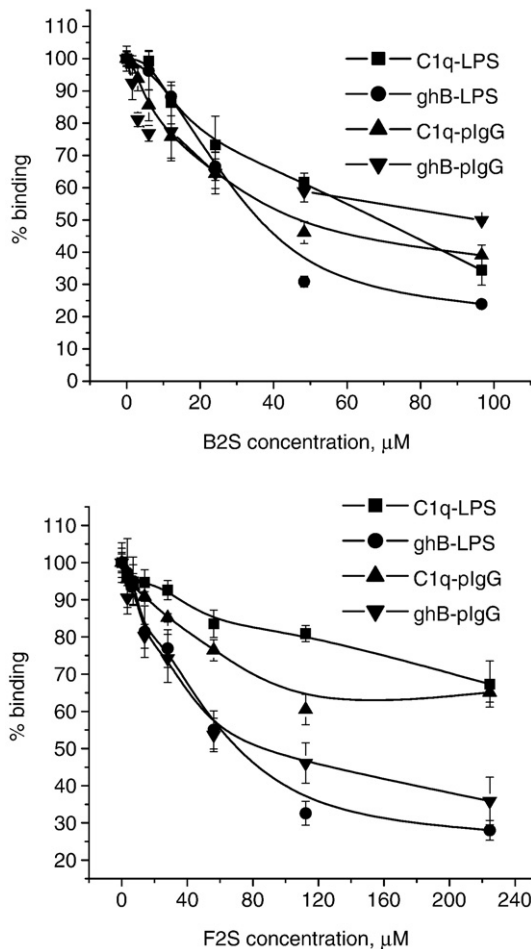 110
100
90
80
70
60
50
40
30
20
10
0
% binding
C1q-LPS
ghB-LPS
C1q-pIgG
ghB-pIgG
0 20 40 60 80 100
B2S concentration, μM
110
100
90
80
70
60
50
40
30
20
% binding
C1q-LPS
ghB-LPS
C1q-pIgG
ghB-pIgG
0 40 80 120 160 200 240
F2S concentration, μM